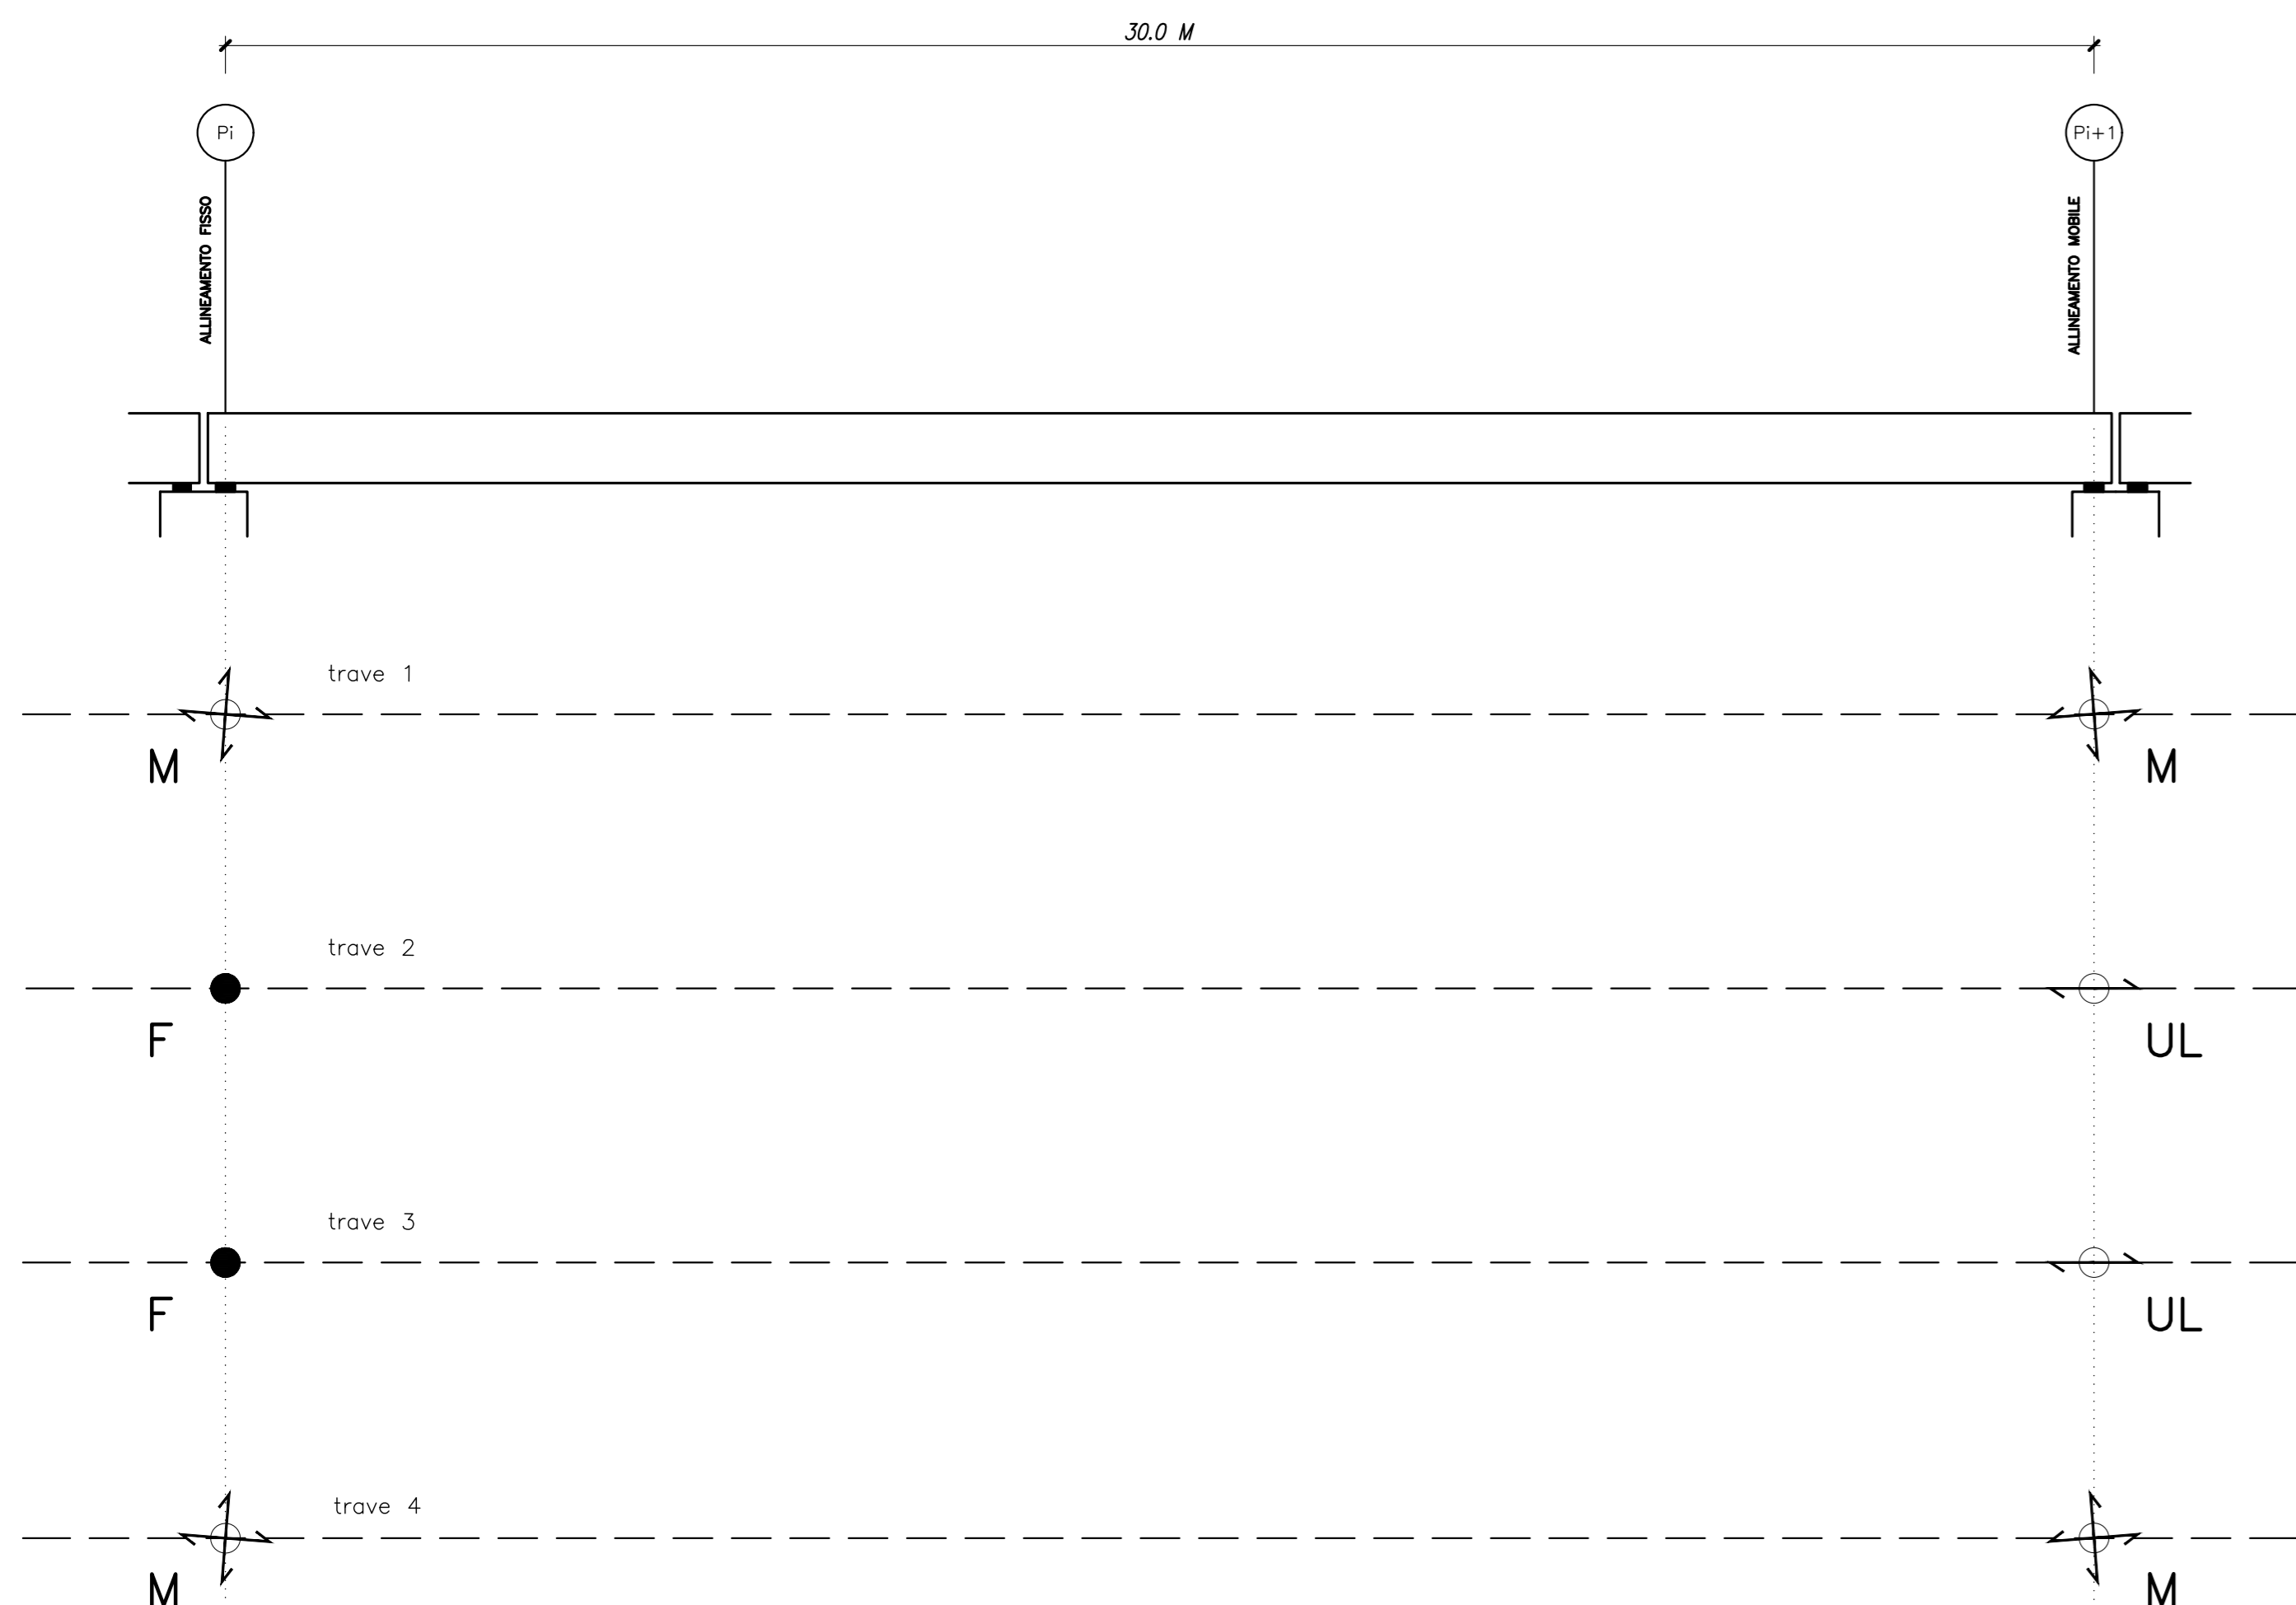 30.0 M
Pi
Pi+1
ALLINEAMENTO FISSO
ALLINEAMENTO MOBILE
trave 1
M
M
trave 2
F
UL
trave 3
F
UL
trave 4
M
M